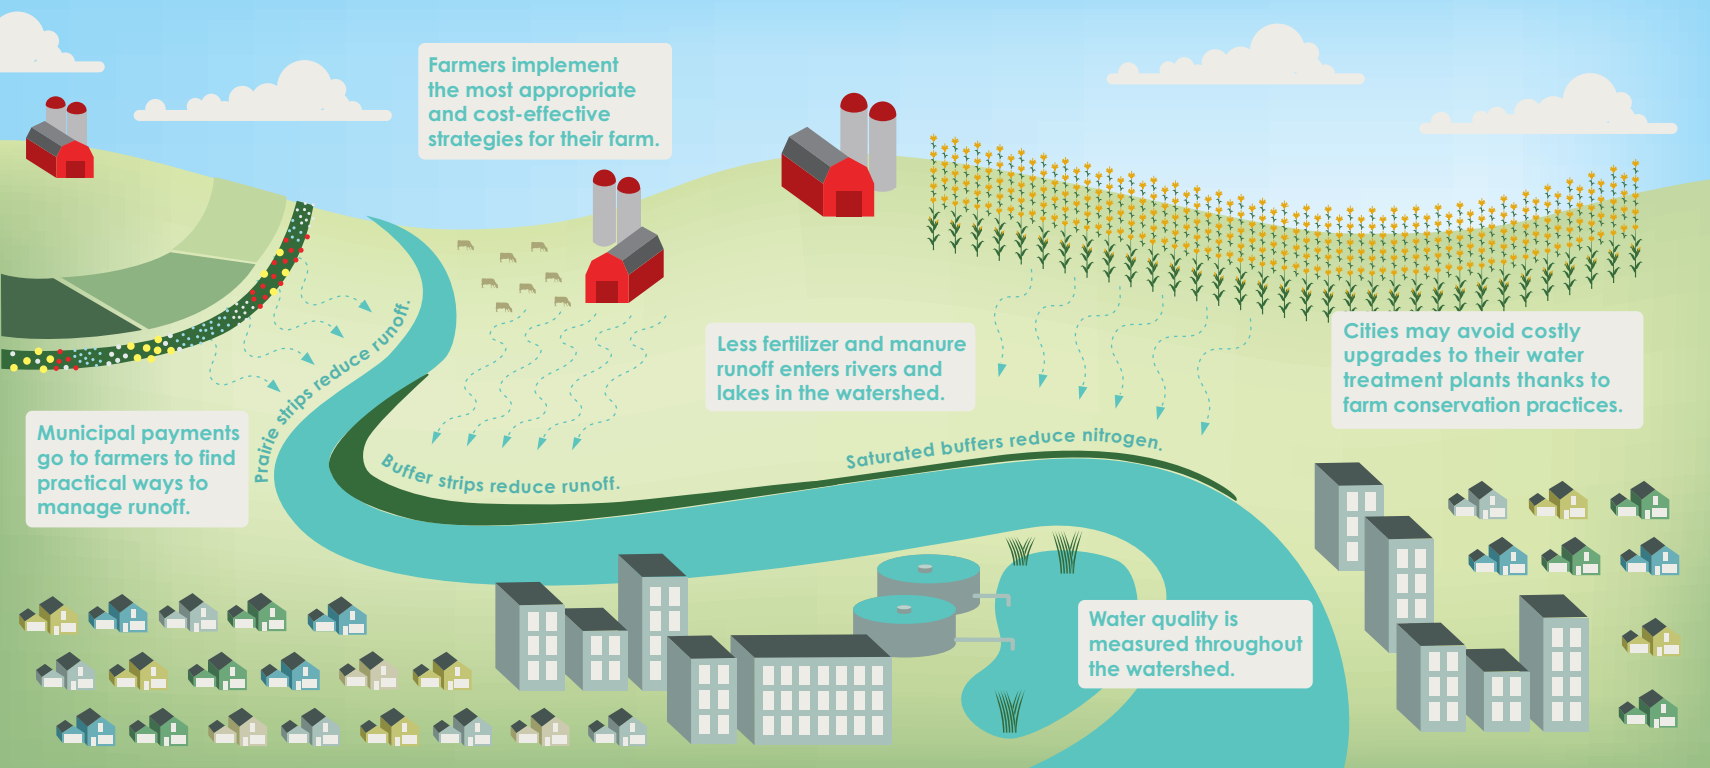 Farmers implement
the most appropriate
and cost-effective
strategies for their farm.
Prairie strips reduce runoff.
Less fertilizer and manure
runoff enters rivers and
lakes in the watershed.
Cities may avoid costly
upgrades to their water
treatment plants thanks to
farm conservation practices.
Municipal payments
go to farmers to find
practical ways to
manage runoff.
Buffer strips reduce runoff.
Saturated buffers reduce nitrogen.
Water quality is
measured throughout
the watershed.